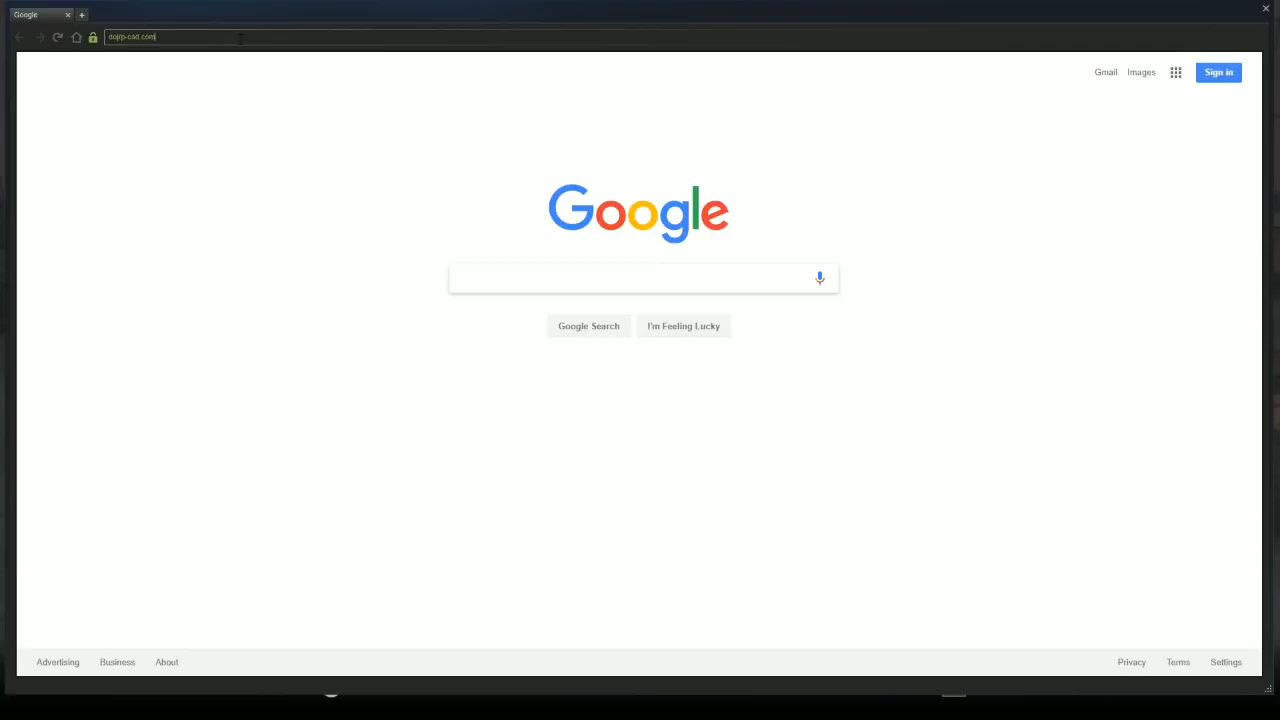 Google
dojrp-cad.com
Gmail Images Sign in
Google
Google Search I'm Feeling Lucky
Advertising Business About Privacy Terms Settings